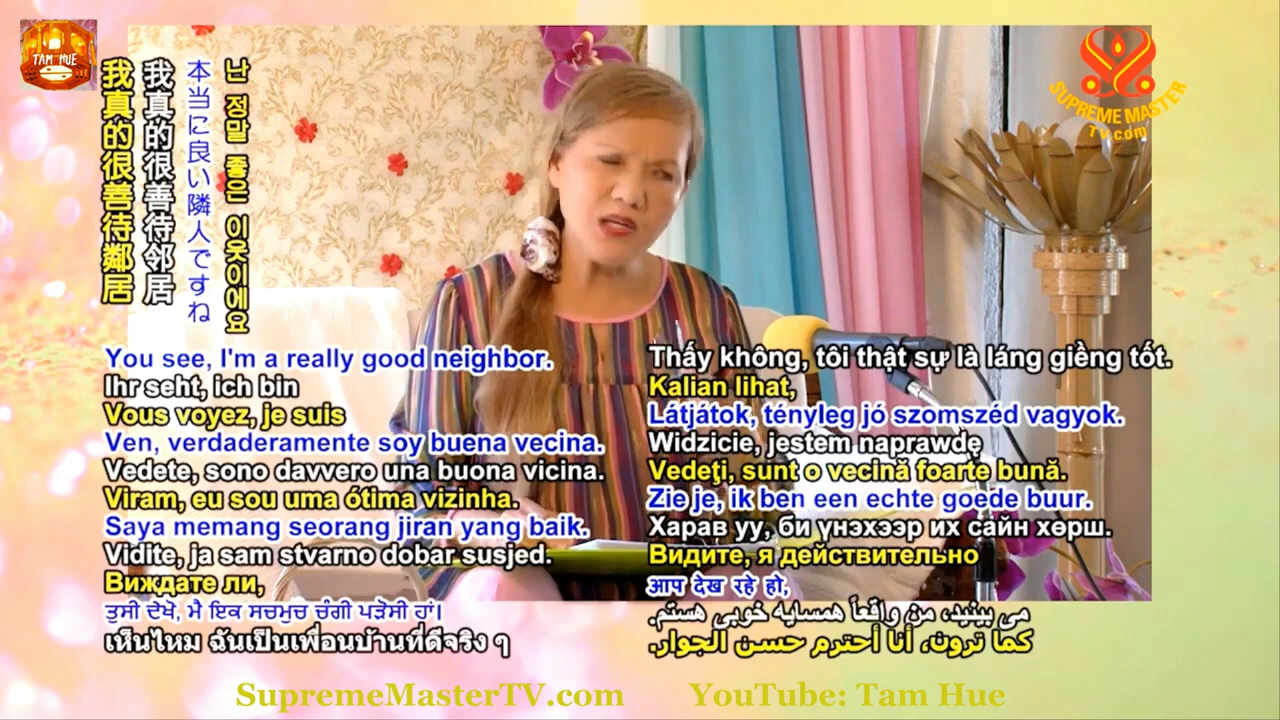 TAM HUE
SUPREME MASTER
TV.com
我真的很善待鄰居
我真的很善待邻居
本当に良い隣人ですね
난 정말 좋은 이웃이에요
You see, I'm a really good neighbor.
Ihr seht, ich bin
Vous voyez, je suis
Ven, verdaderamente soy buena vecina.
Vedete, sono davvero una buona vicina.
Viram, eu sou uma ótima vizinha.
Saya memang seorang jiran yang baik.
Vidite, ja sam stvarno dobar susjed.
Виждате ли,
ਤੁਸੀ ਦੇਖੋ, ਮੈ ਇਕ ਸਚਮੁਚ ਚੰਗੀ ਪੜੋਸੀ ਹਾਂ।
เห็นไหม ฉันเป็นเพื่อนบ้านที่ดีจริง ๆ
Thấy không, tôi thật sự là láng giềng tốt.
Kalian lihat,
Látjátok, tényleg jó szomszéd vagyok.
Widzicie, jestem naprawdę
Vedeţi, sunt o vecină foarte bună.
Zie je, ik ben een echte goede buur.
Харав уу, би үнэхээр их сайн хөрш.
Видите, я действительно
आप देख रहे हो,
می بینید، من واقعاً همسایه خوبی هستم.
كما ترون، أنا أحترم حسن الجوار.
SupremeMasterTV.com YouTube: Tam Hue